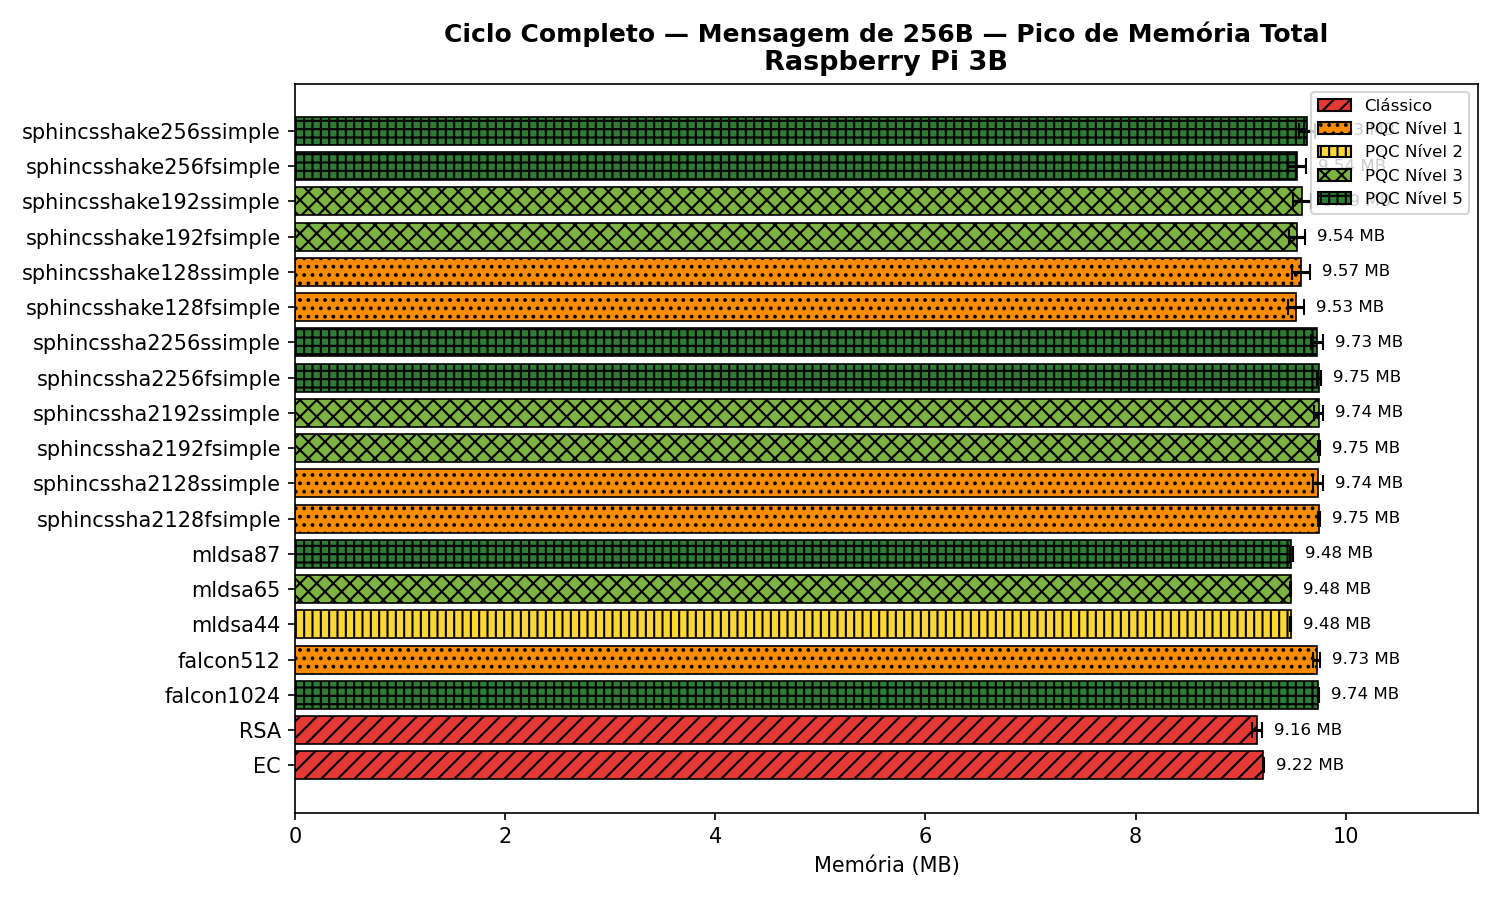 Ciclo Completo — Mensagem de 256B — Pico de Memória Total
Raspberry Pi 3B
Clássico
PQC Nível 1
PQC Nível 2
PQC Nível 3
PQC Nível 5
sphincsshake256ssimple
sphincsshake256fsimple 9.54 MB
sphincsshake192ssimple
sphincsshake192fsimple 9.54 MB
sphincsshake128ssimple 9.57 MB
sphincsshake128fsimple 9.53 MB
sphincssha2256ssimple 9.73 MB
sphincssha2256fsimple 9.75 MB
sphincssha2192ssimple 9.74 MB
sphincssha2192fsimple 9.75 MB
sphincssha2128ssimple 9.74 MB
sphincssha2128fsimple 9.75 MB
mldsa87 9.48 MB
mldsa65 9.48 MB
mldsa44 9.48 MB
falcon512 9.73 MB
falcon1024 9.74 MB
RSA 9.16 MB
EC 9.22 MB
0 2 4 6 8 10
Memória (MB)